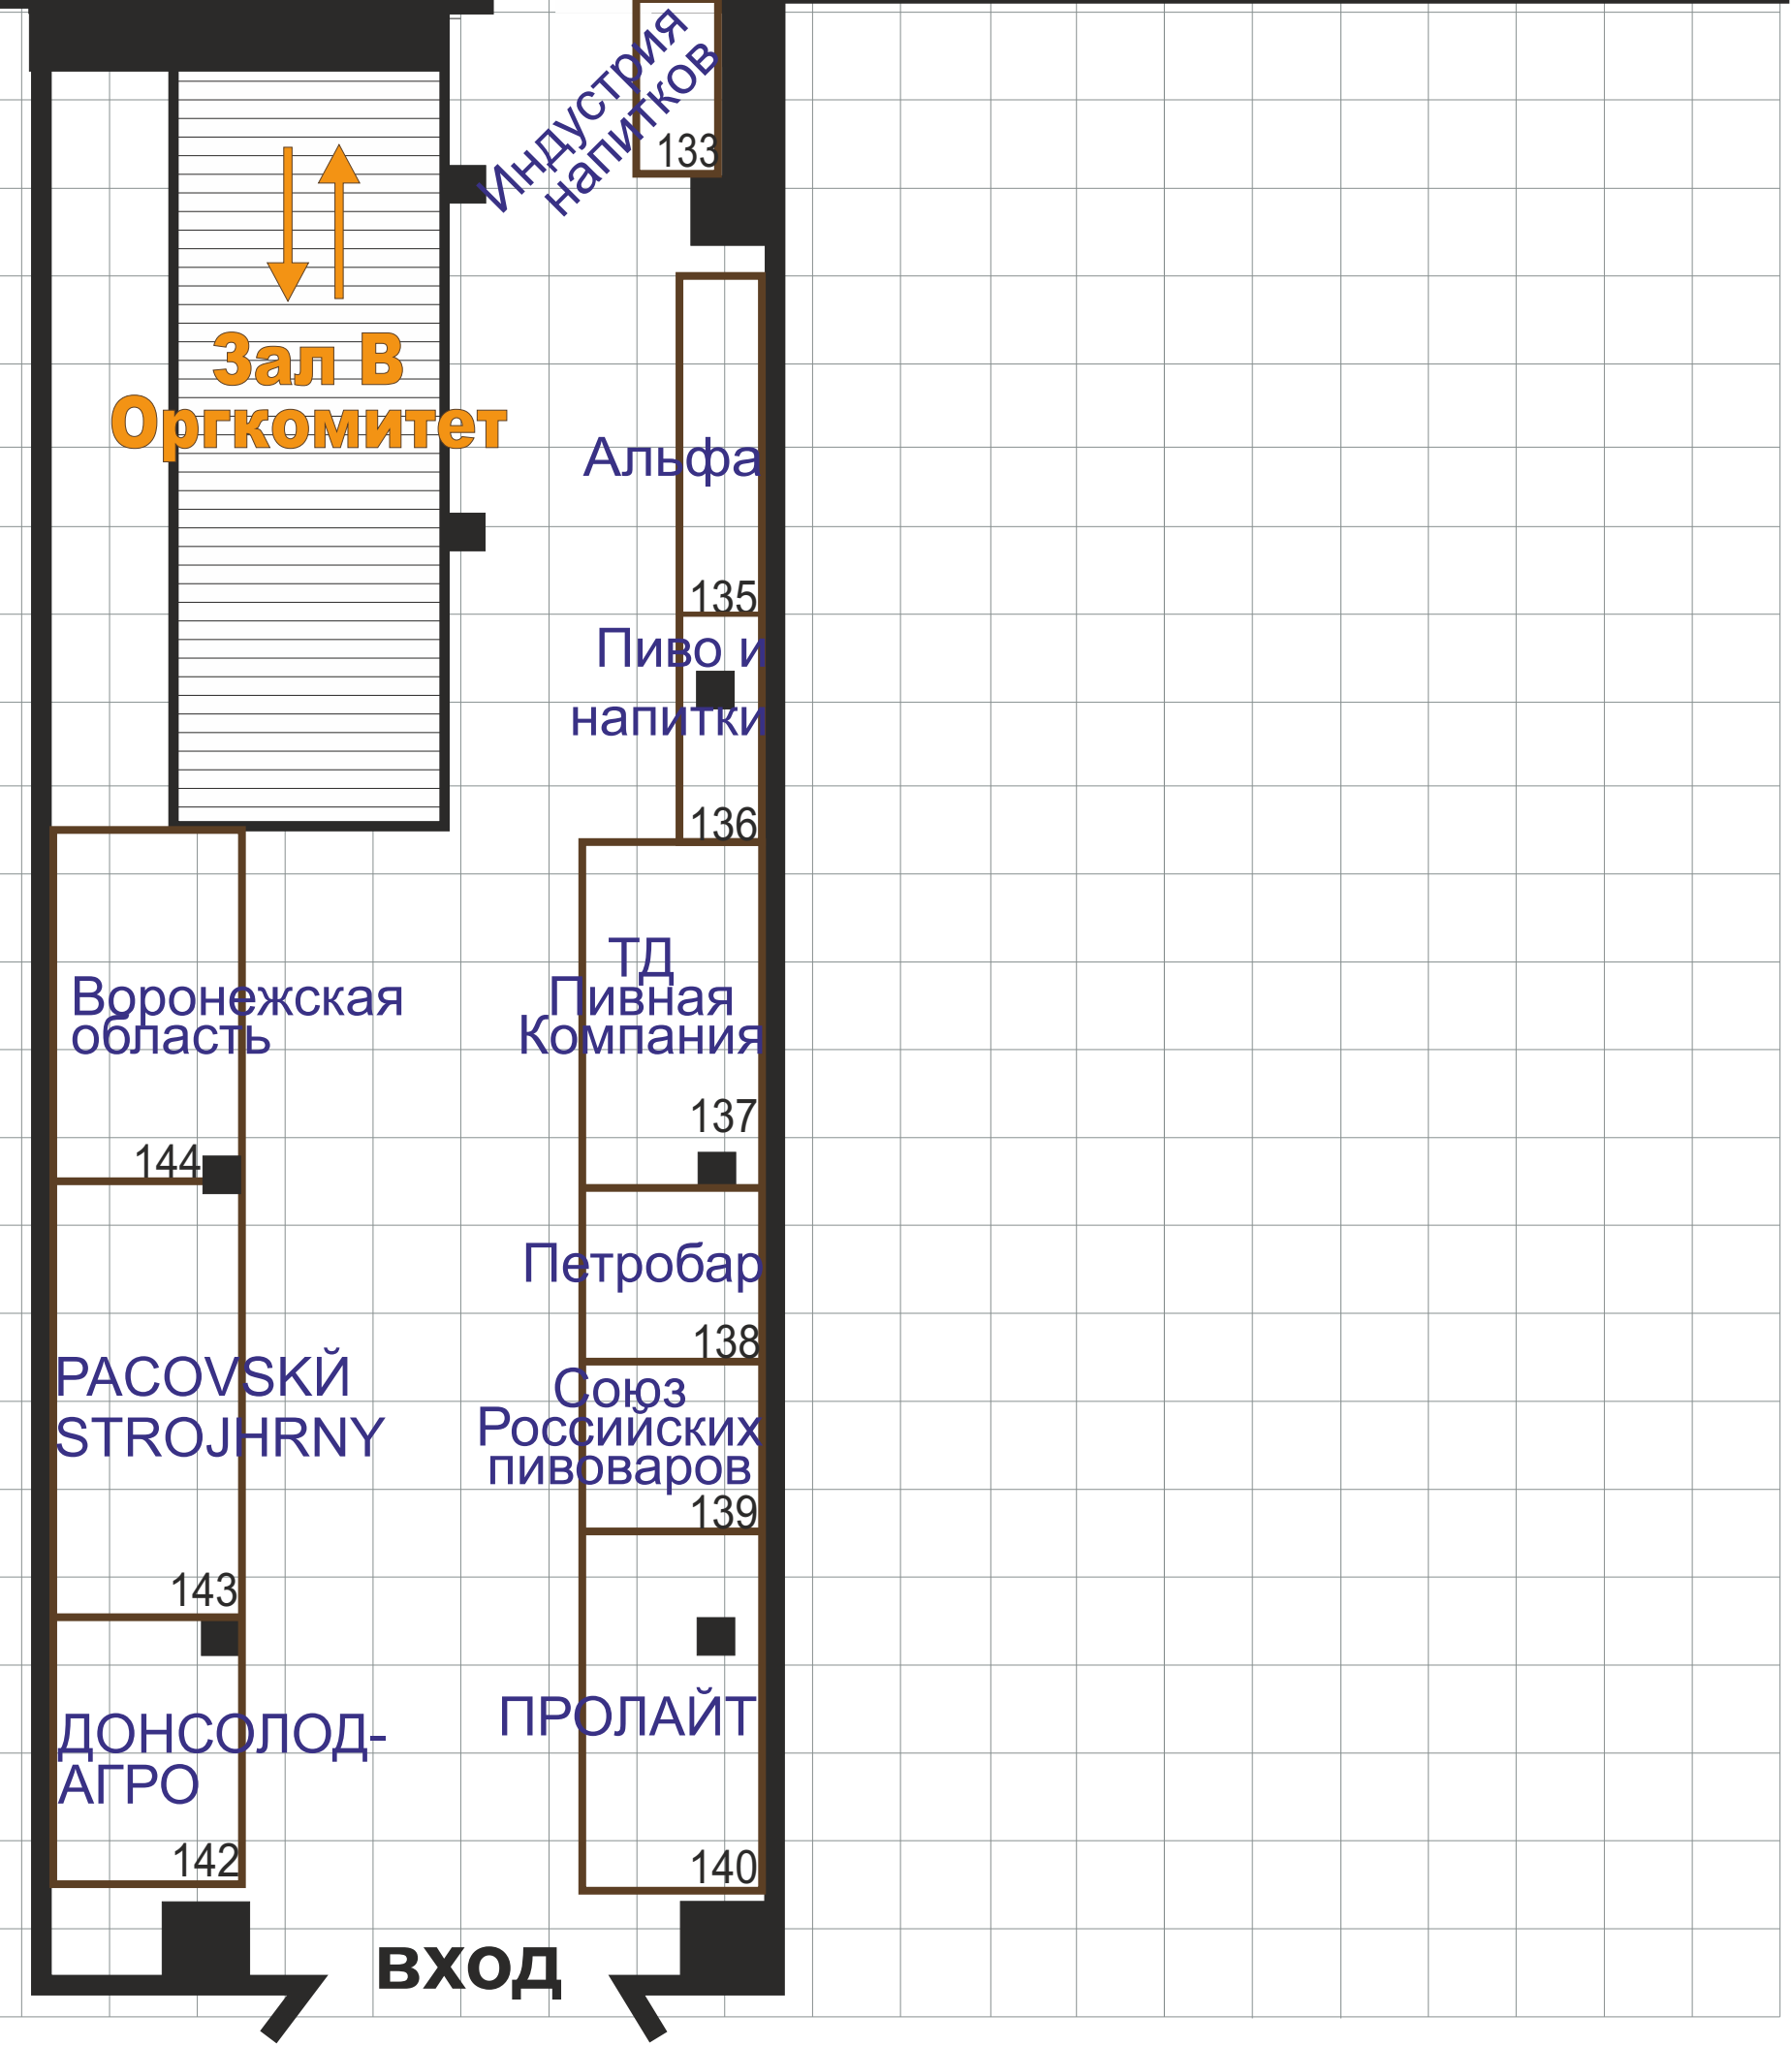 Индустрия
напитков
133
Зал В
Оргкомитет
Альфа
135
Пиво и
напитки
136
ТД
Пивная
Компания
137
Воронежская
область
144
Петробар
138
PACOVSKЙ
STROJHRNY
143
Союз
Российских
пивоваров
139
ДОНСОЛОД-
АГРО
142
ПРОЛАЙТ
140
вход